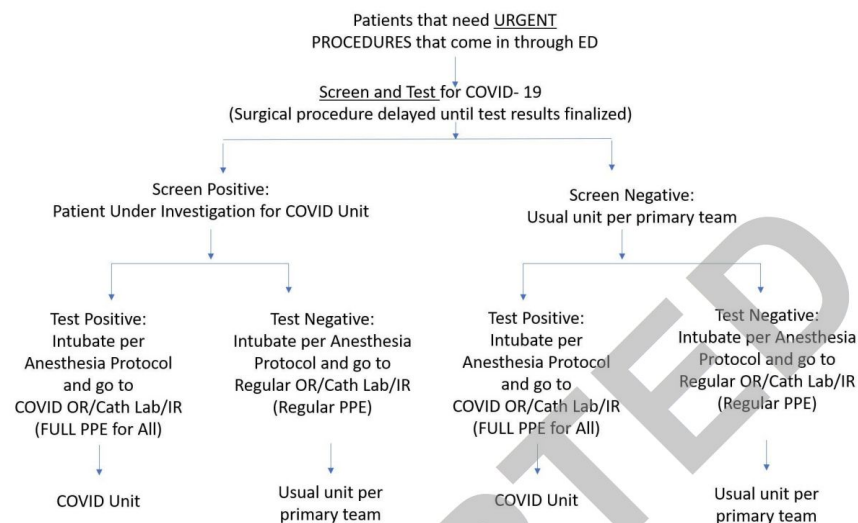 Patients that need URGENT
PROCEDURES that come in through ED
Screen and Test for COVID- 19
(Surgical procedure delayed until test results finalized)
Screen Positive:
Patient Under Investigation for COVID Unit
Screen Negative:
Usual unit per primary team
Test Positive:
Intubate per
Anesthesia Protocol
and go to
COVID OR/Cath Lab/IR
(FULL PPE for All)
Test Negative:
Intubate per Anesthesia
Protocol and go to
Regular OR/Cath Lab/IR
(Regular PPE)
Test Positive:
Intubate per
Anesthesia Protocol
and go to
COVID OR/Cath Lab/IR
(FULL PPE for All)
Test Negative:
Intubate per Anesthesia
Protocol and go to
Regular OR/Cath Lab/IR
(Regular PPE)
COVID Unit
Usual unit per
primary team
COVID Unit
Usual unit per
primary team
PTED